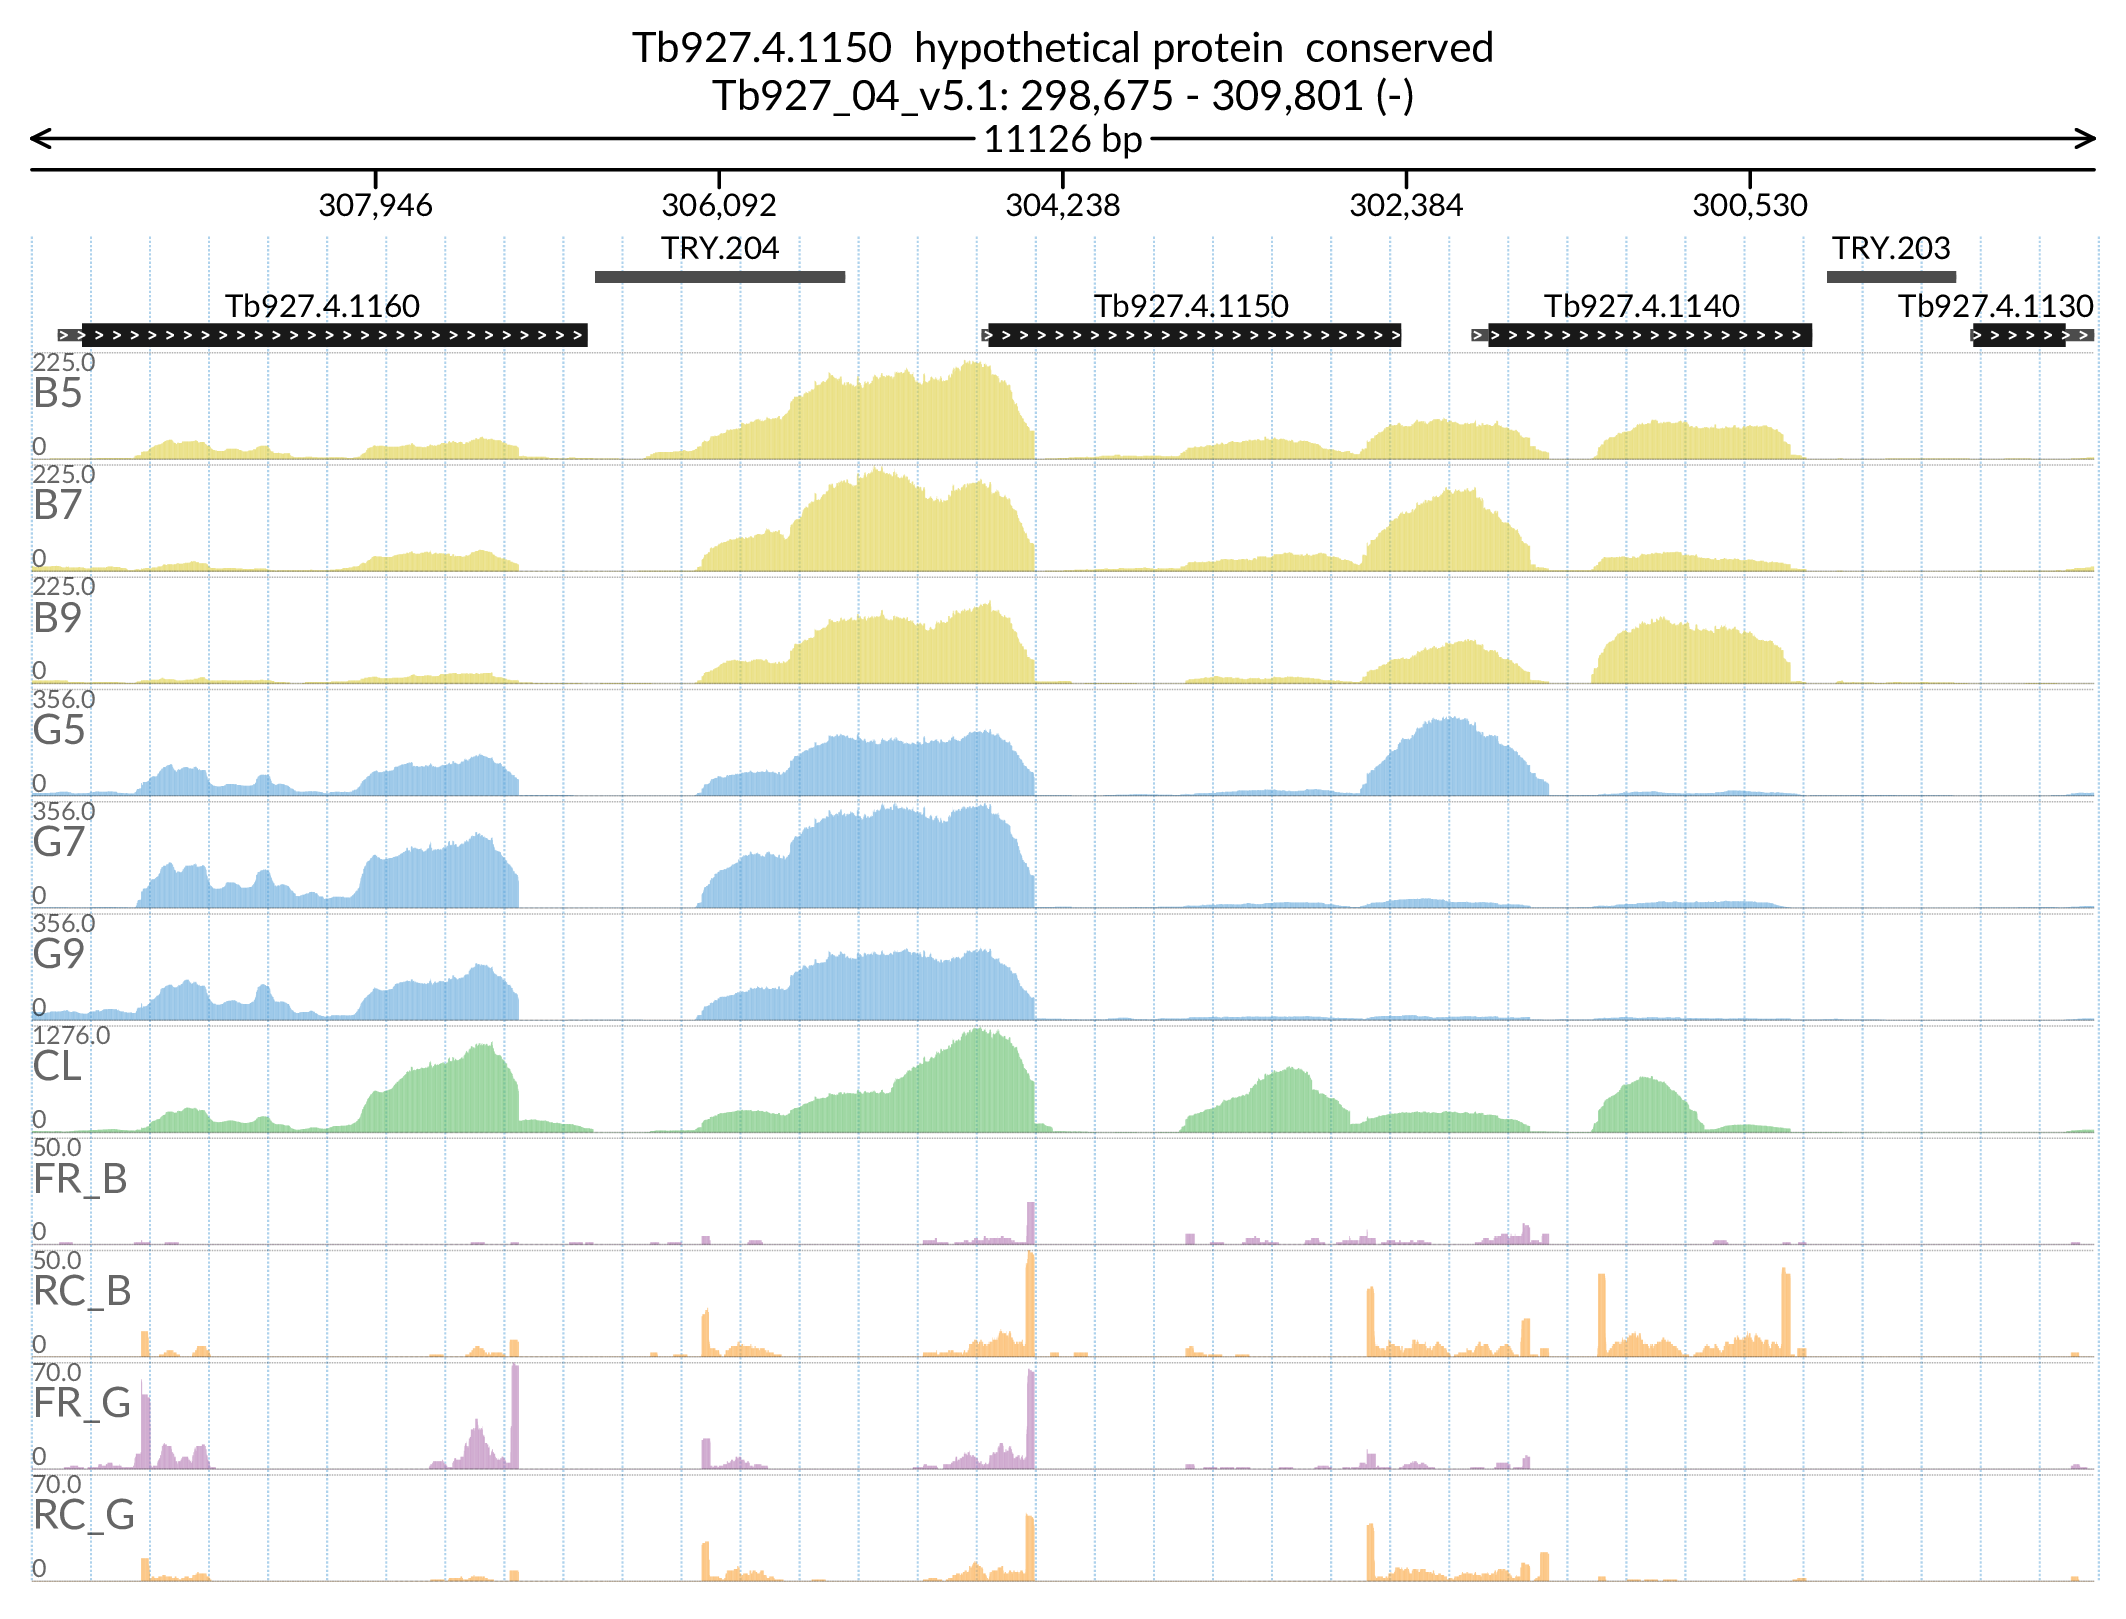 Tb927.4.1150 hypothetical protein conserved
Tb927_04_v5.1: 298,675 - 309,801 (-)
11126 bp
307,946 306,092 304,238 302,384 300,530
TRY.204 TRY.203
Tb927.4.1160 Tb927.4.1150 Tb927.4.1140 Tb927.4.1130
225.0
B5
0
225.0
B7
0
225.0
B9
0
356.0
G5
0
356.0
G7
0
356.0
G9
0
1276.0
CL
0
50.0
FR_B
0
50.0
RC_B
0
70.0
FR_G
0
70.0
RC_G
0